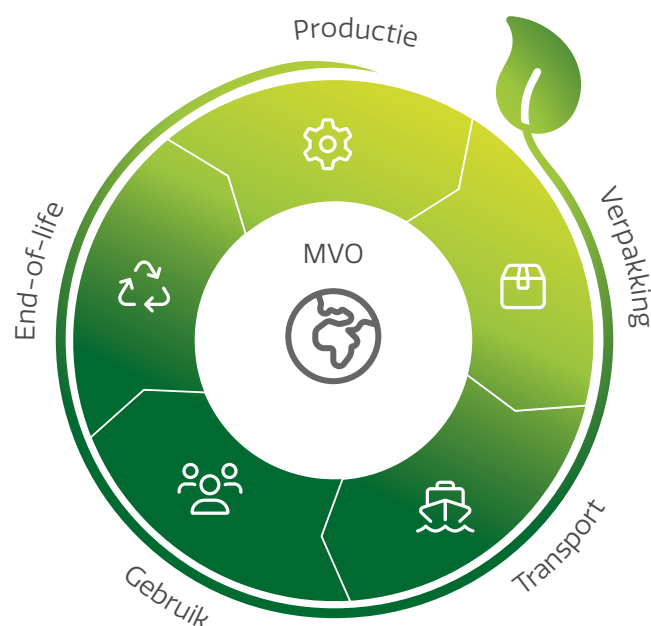 Productie
Verpakking
Transport
Gebruik
End-of-life
MVO